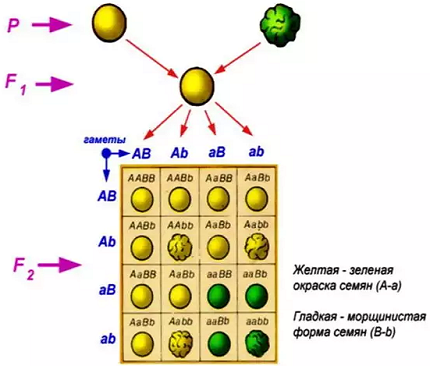 P
F1
гаметы
AB Ab aB ab
AABB AABb AaBB AaBb
AB
AABb AAbb AaBb Aabb
Ab
F2
AaBB AaBb aaBB aaBb
aB
AaBb Aabb aaBb aabb
ab
Желтая - зеленая
окраска семян (A-a)
Гладкая - морщинистая
форма семян (B-b)